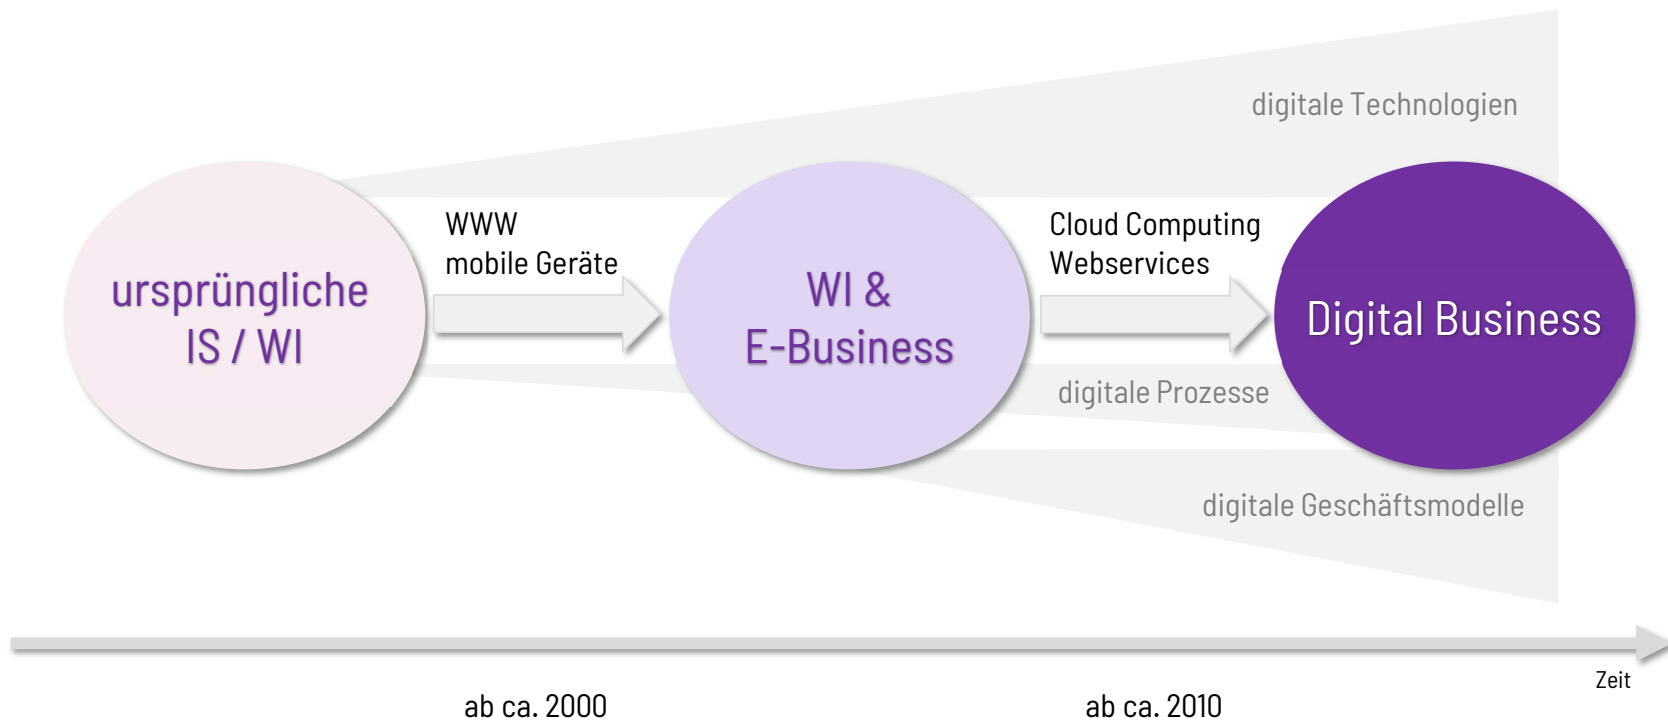 digitale Technologien
WWW
mobile Geräte
Cloud Computing
Webservices
ursprüngliche
IS / WI
WI &
E-Business
Digital Business
digitale Prozesse
digitale Geschäftsmodelle
Zeit
ab ca. 2000
ab ca. 2010